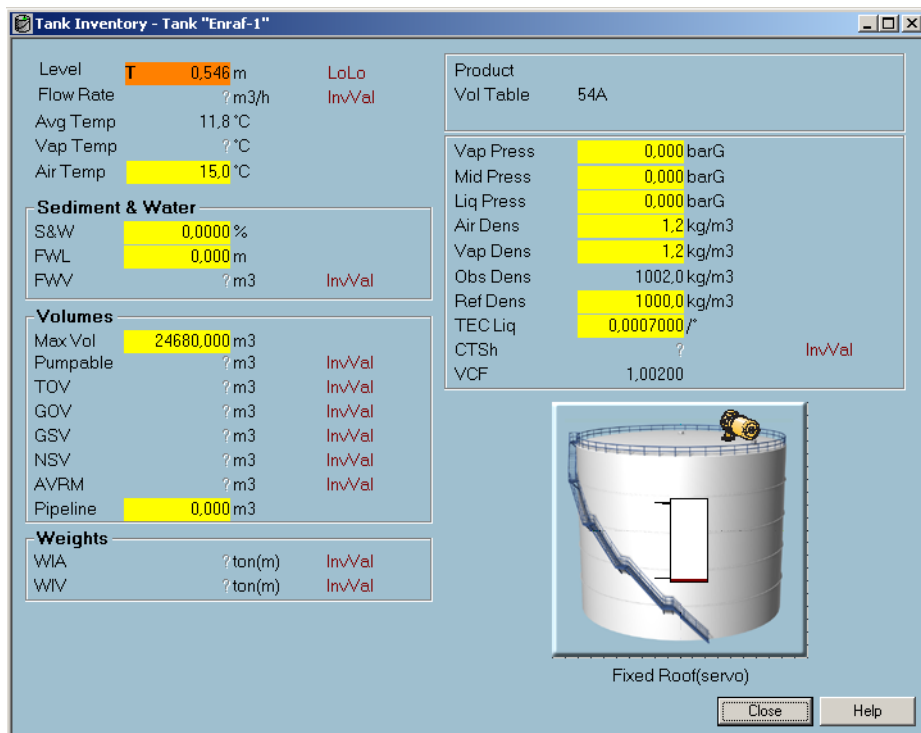 Tank Inventory - Tank "Enraf-1"
Level T 0,546 m LoLo
Flow Rate ? m3/h InvVal
Avg Temp 11,8 °C
Vap Temp ? °C
Air Temp 15,0 °C
Sediment & Water
S&W 0,0000 %
FWL 0,000 m
FWV ? m3 InvVal
Volumes
Max Vol 24680,000 m3
Pumpable ? m3 InvVal
TOV ? m3 InvVal
GOV ? m3 InvVal
GSV ? m3 InvVal
NSV ? m3 InvVal
AVRM ? m3 InvVal
Pipeline 0,000 m3
Weights
WIA ? ton(m) InvVal
WIV ? ton(m) InvVal
Product
Vol Table 54A
Vap Press 0,000 barG
Mid Press 0,000 barG
Liq Press 0,000 barG
Air Dens 1,2 kg/m3
Vap Dens 1,2 kg/m3
Obs Dens 1002,0 kg/m3
Ref Dens 1000,0 kg/m3
TEC Liq 0,0007000 /°
CTSh ? InvVal
VCF 1,00200
Fixed Roof(servo)
Close Help